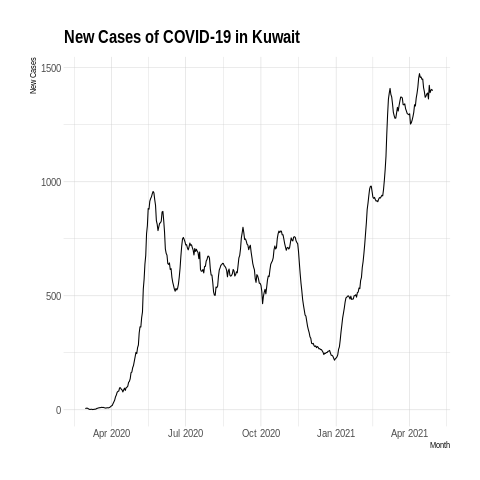 New Cases of COVID-19 in Kuwait
New Cases
1500
1000
500
0
Apr 2020 Jul 2020 Oct 2020 Jan 2021 Apr 2021
Month